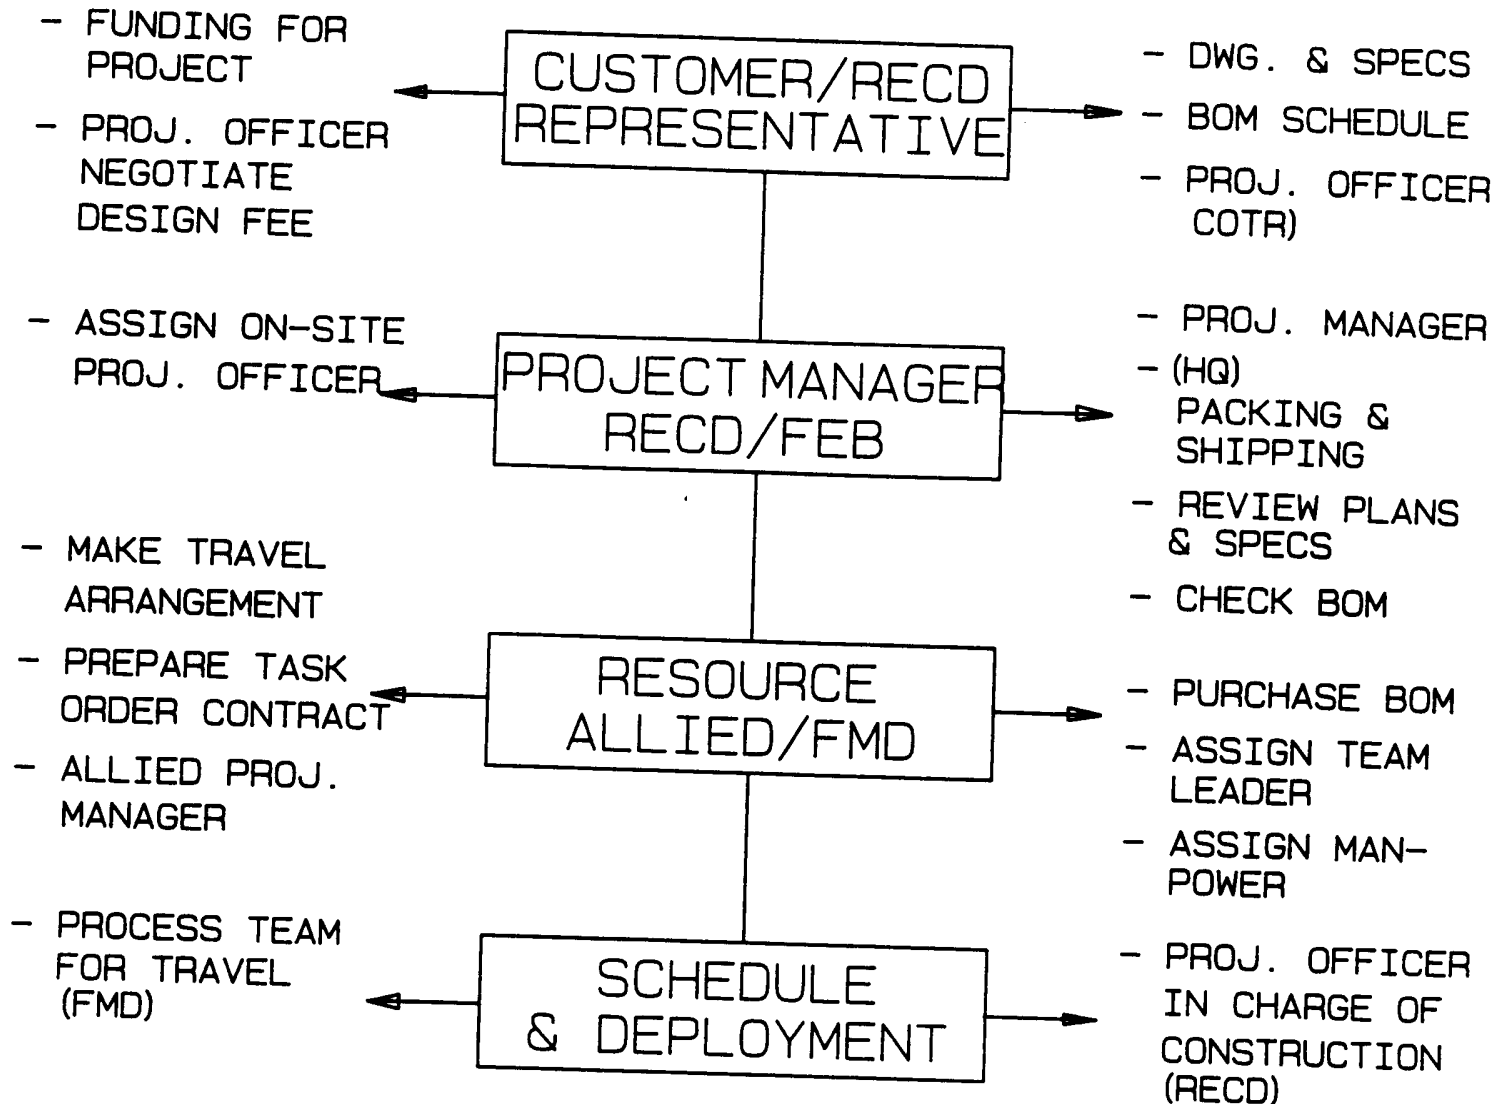 - FUNDING FOR
PROJECT
- PROJ. OFFICER
NEGOTIATE
DESIGN FEE
CUSTOMER/RECD
REPRESENTATIVE
- DWG. & SPECS
- BOM SCHEDULE
- PROJ. OFFICER
COTR)
- ASSIGN ON-SITE
PROJ. OFFICER
PROJECT MANAGER
RECD/FEB
- PROJ. MANAGER
- (HQ)
PACKING &
SHIPPING
- REVIEW PLANS
& SPECS
- CHECK BOM
- MAKE TRAVEL
ARRANGEMENT
- PREPARE TASK
ORDER CONTRACT
- ALLIED PROJ.
MANAGER
RESOURCE
ALLIED/FMD
- PURCHASE BOM
- ASSIGN TEAM
LEADER
- ASSIGN MAN-
POWER
- PROCESS TEAM
FOR TRAVEL
(FMD)
SCHEDULE
& DEPLOYMENT
- PROJ. OFFICER
IN CHARGE OF
CONSTRUCTION
(RECD)